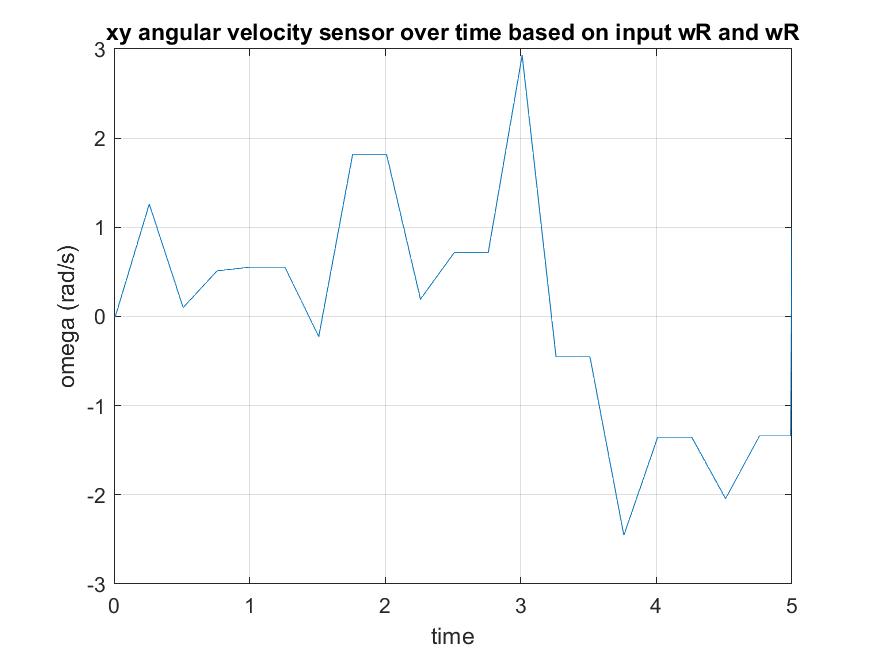 xy angular velocity sensor over time based on input wR and wR
3
2
1
0
-1
-2
-3
omega (rad/s)
0 1 2 3 4 5
time